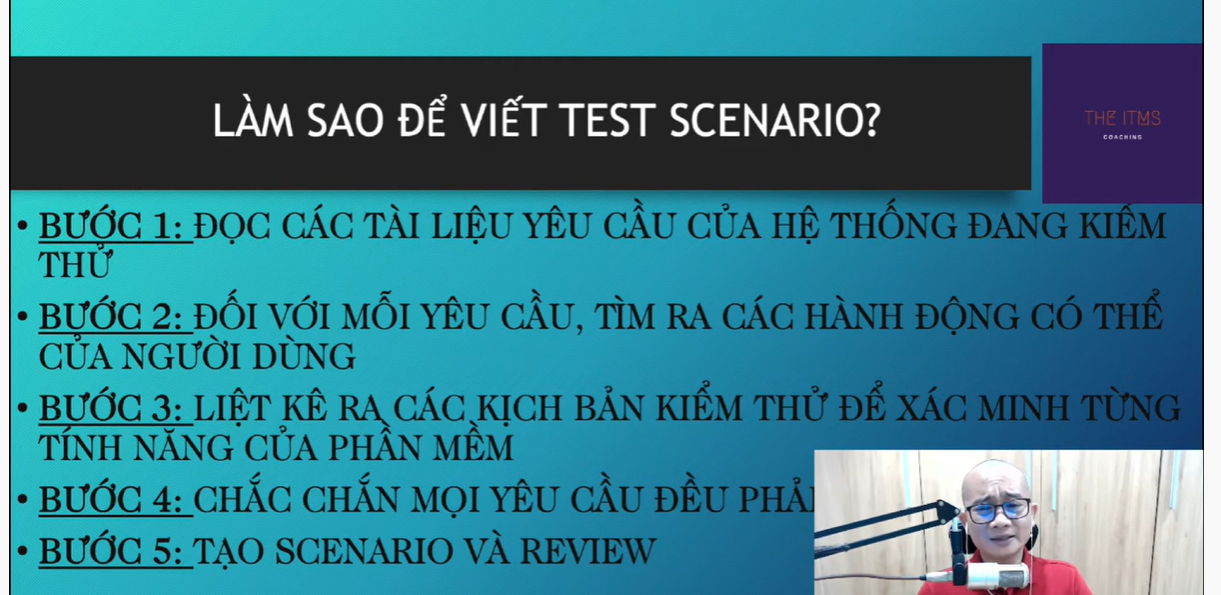 LÀM SAO ĐỂ VIẾT TEST SCENARIO?
THE ITMS
COACHING
• BƯỚC 1: ĐỌC CÁC TÀI LIỆU YÊU CẦU CỦA HỆ THỐNG ĐANG KIỂM
THỬ
• BƯỚC 2: ĐỐI VỚI MỖI YÊU CẦU, TÌM RA CÁC HÀNH ĐỘNG CÓ THỂ
CỦA NGƯỜI DÙNG
• BƯỚC 3: LIỆT KÊ RA CÁC KỊCH BẢN KIỂM THỬ ĐỂ XÁC MINH TỪNG
TÍNH NĂNG CỦA PHẦN MỀM
• BƯỚC 4: CHẮC CHẮN MỌI YÊU CẦU ĐỀU
• BƯỚC 5: TẠO SCENARIO VÀ REVIEW